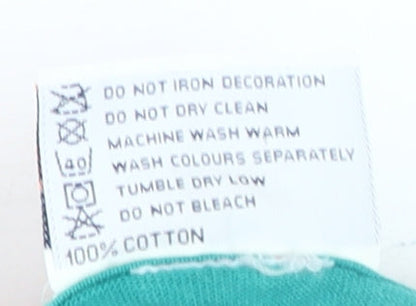 DO NOT IRON DECORATION
DO NOT DRY CLEAN
MACHINE WASH WARM
40 WASH COLOURS SEPARATELY
TUMBLE DRY LOW
DO NOT BLEACH
100% COTTON